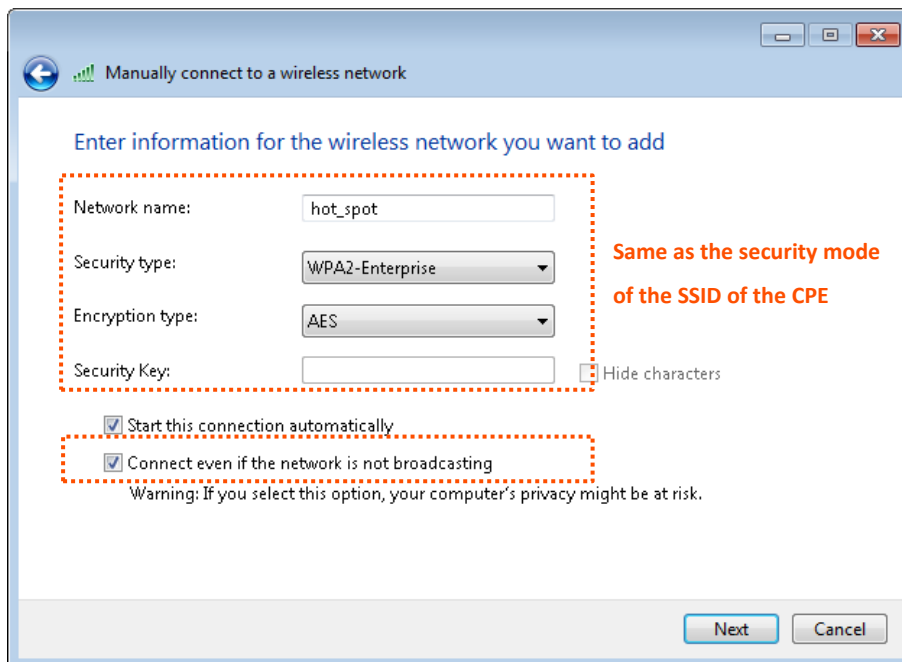 Manually connect to a wireless network
Enter information for the wireless network you want to add
Network name:
hot_spot
Security type:
WPA2-Enterprise
Same as the security mode
of the SSID of the CPE
Encryption type:
AES
Security Key:
Hide characters
Start this connection automatically
Connect even if the network is not broadcasting
Warning: If you select this option, your computer's privacy might be at risk.
Next
Cancel